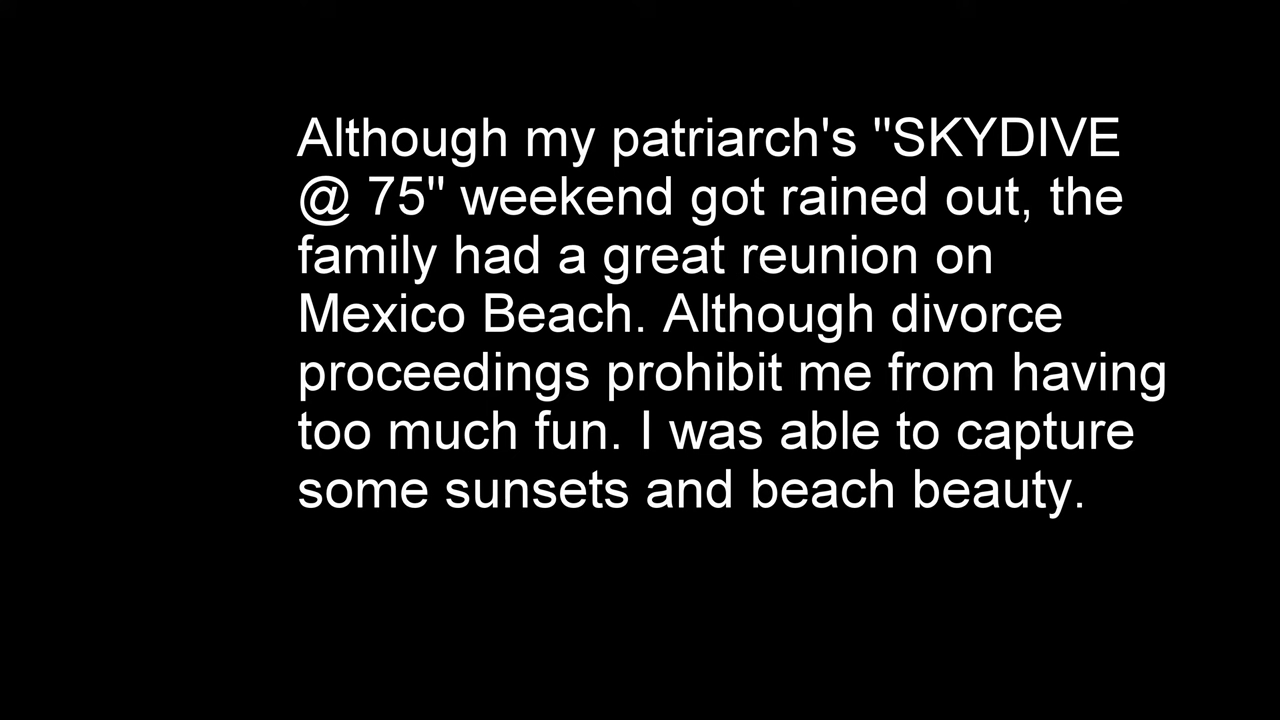 Although my patriarch's "SKYDIVE
@ 75" weekend got rained out, the
family had a great reunion on
Mexico Beach. Although divorce
proceedings prohibit me from having
too much fun. I was able to capture
some sunsets and beach beauty.